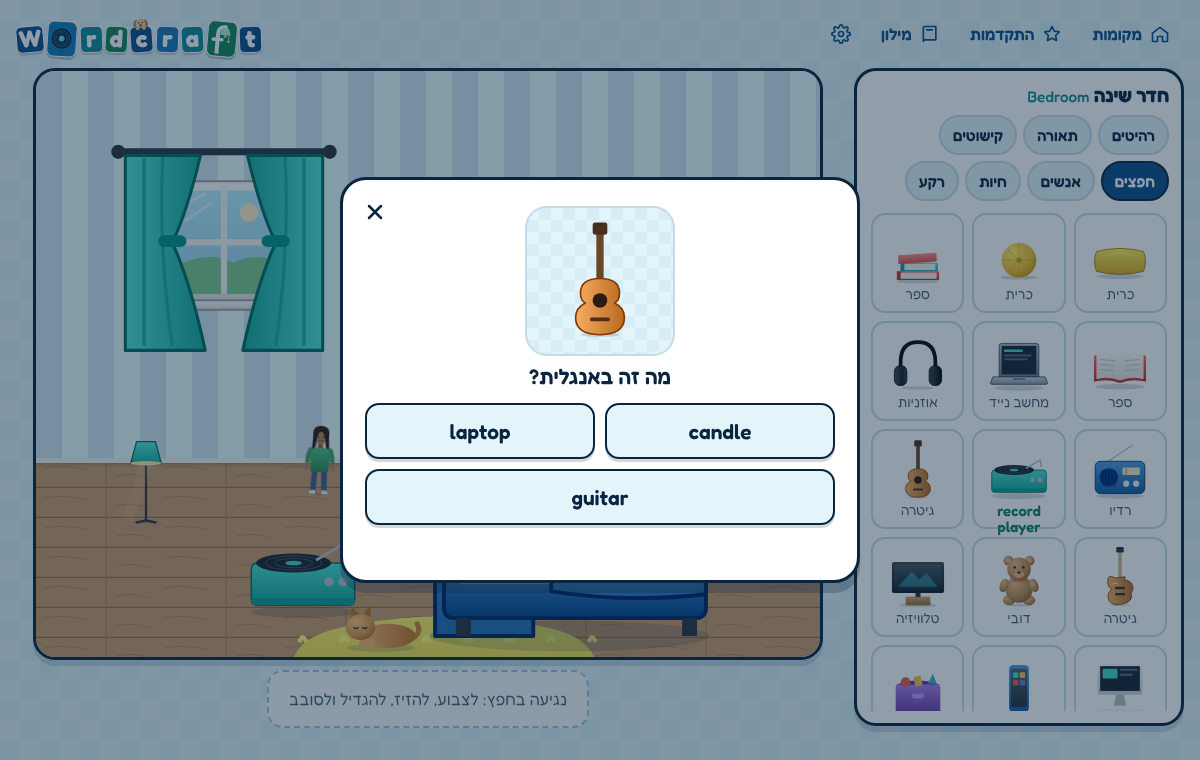 Wordcraft
מקומות
התקדמות
מילון
חדר שינה Bedroom
רהיטים
תאורה
קישוטים
חפצים
אנשים
חיות
רקע
כרית
כרית
ספר
ספר
מחשב נייד
אוזניות
רדיו
record
player
גיטרה
גיטרה
דובי
טלוויזיה
מה זה באנגלית?
laptop
candle
guitar
נגיעה בחפץ: לצבוע, להזיז, להגדיל ולסובב